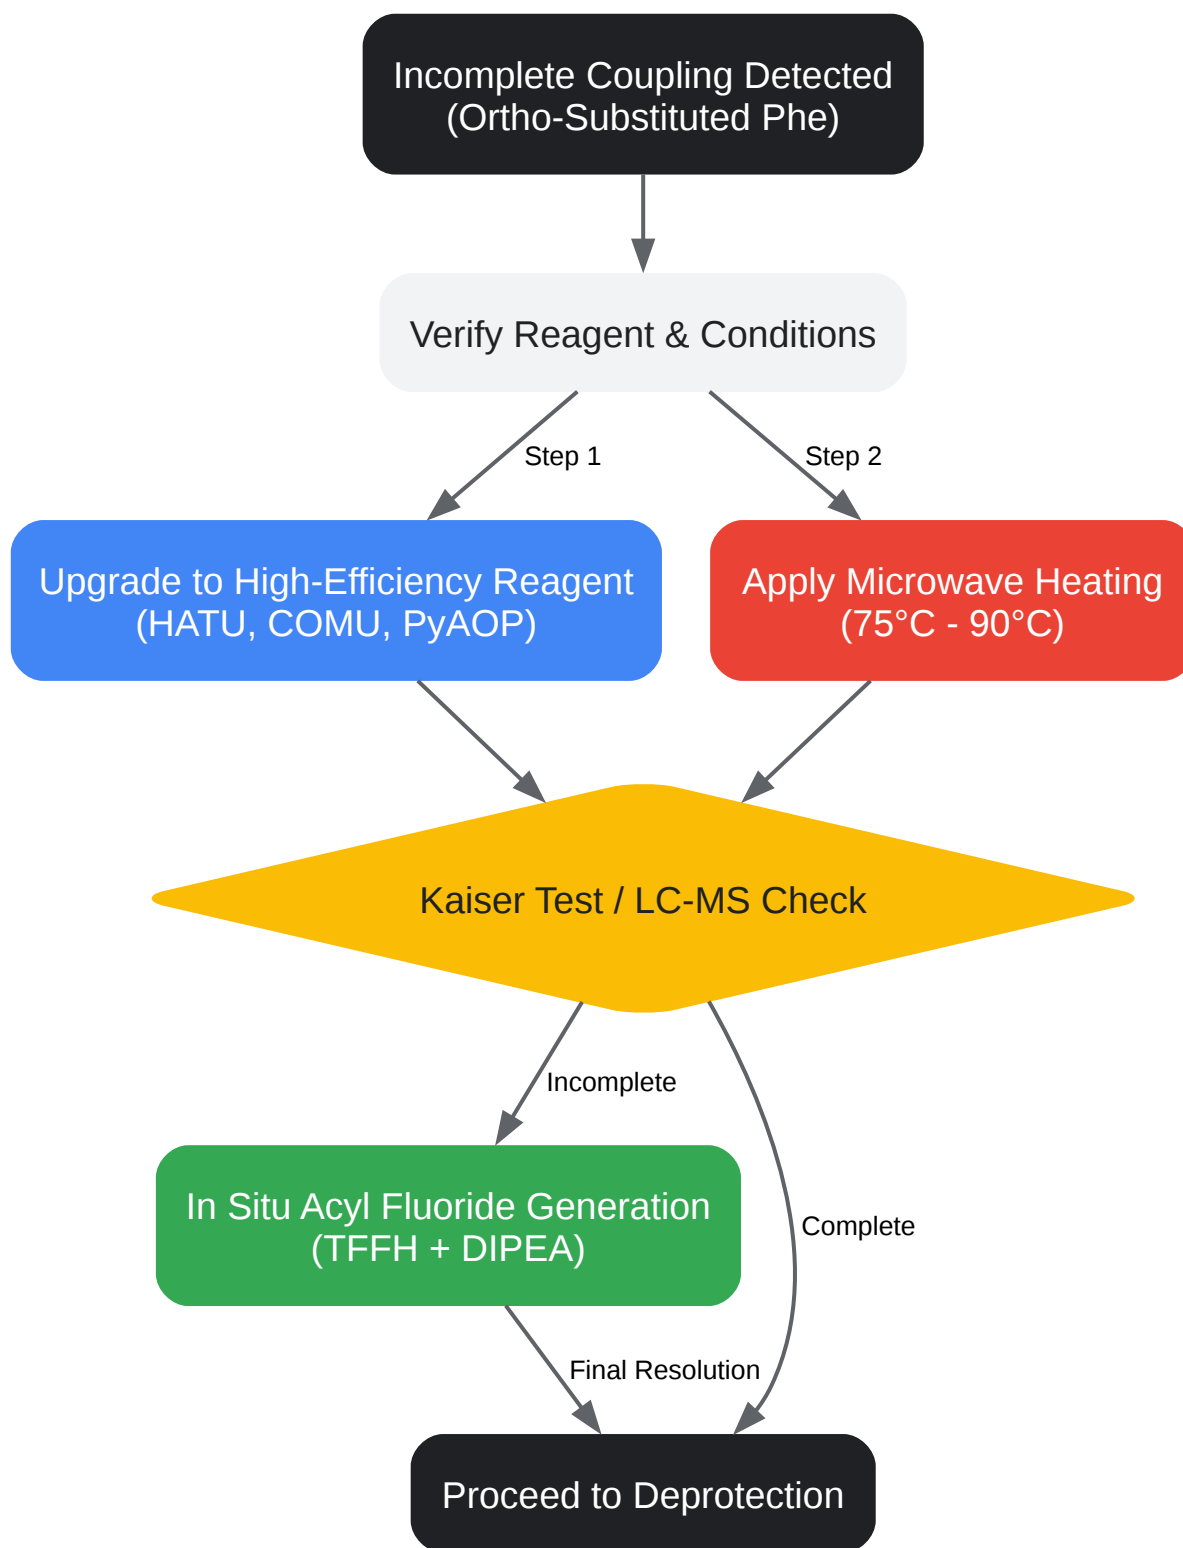 Incomplete Coupling Detected
(Ortho-Substituted Phe)
Verify Reagent & Conditions
Step 1
Step 2
Upgrade to High-Efficiency Reagent
(HATU, COMU, PyAOP)
Apply Microwave Heating
(75°C - 90°C)
Kaiser Test / LC-MS Check
Incomplete
In Situ Acyl Fluoride Generation
(TFFH + DIPEA)
Complete
Final Resolution
Proceed to Deprotection